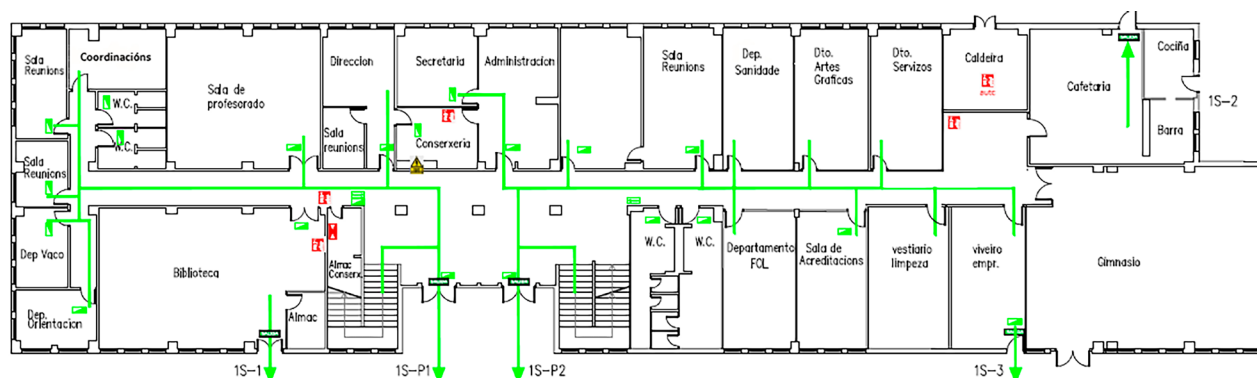 Sala
Reunions
Coordinacións
W.C.
W.C.
Sala de
profesorado
Direccion
Sala
reunions
Secretaria
Conserxeria
Administracion
Sala
Reunions
Dep.
Sanidade
Dto.
Artes
Graficas
Dto.
Servizos
Caldeira
auto
Cafetaria
Cociña
Barra
1S-2
Sala
Reunions
Dep Vaco
Dep.
Orientacion
Biblioteca
Almac
Almac
Conserx.
W.C.
W.C.
Departamento
FOL
Sala de
Acreditacions
vestiario
limpeza
viveiro
empr.
Gimnasio
1S-1
1S-P1
1S-P2
1S-3